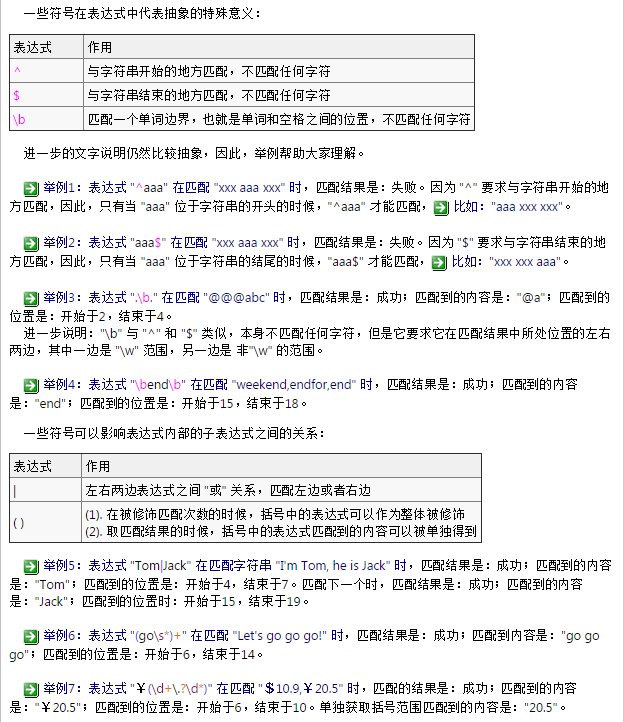 一些符号在表达式中代表抽象的特殊意义：
表达式 作用
^ 与字符串开始的地方匹配，不匹配任何字符
$ 与字符串结束的地方匹配，不匹配任何字符
\b 匹配一个单词边界，也就是单词和空格之间的位置，不匹配任何字符
进一步的文字说明仍然比较抽象，因此，举例帮助大家理解。
举例1：表达式 "^aaa" 在匹配 "xxx aaa xxx" 时，匹配结果是：失败。因为 "^" 要求与字符串开始的地
方匹配，因此，只有当 "aaa" 位于字符串的开头的时候，"^aaa" 才能匹配，比如："aaa xxx xxx"。
举例2：表达式 "aaa$" 在匹配 "xxx aaa xxx" 时，匹配结果是：失败。因为 "$" 要求与字符串结束的地
方匹配，因此，只有当 "aaa" 位于字符串的结尾的时候，"aaa$" 才能匹配，比如："xxx xxx aaa"。
举例3：表达式 ".\b." 在匹配 "@@@abc" 时，匹配结果是：成功；匹配到的内容是："@a"；匹配到的
位置是：开始于2，结束于4。
进一步说明："\b" 与 "^" 和 "$" 类似，本身不匹配任何字符，但是它要求它在匹配结果中所处位置的左右
两边，其中一边是 "\w" 范围，另一边是 非"\w" 的范围。
举例4：表达式 "\bend\b" 在匹配 "weekend,endfor,end" 时，匹配结果是：成功；匹配到的内容
是："end"；匹配到的位置是：开始于15，结束于18。
一些符号可以影响表达式内部的子表达式之间的关系：
表达式 作用
| 左右两边表达式之间 "或" 关系，匹配左边或者右边
( ) (1). 在被修饰匹配次数的时候，括号中的表达式可以作为整体被修饰
(2). 取匹配结果的时候，括号中的表达式匹配到的内容可以被单独得到
举例5：表达式 "Tom|Jack" 在匹配字符串 "I'm Tom, he is Jack" 时，匹配结果是：成功；匹配到的内容
是："Tom"；匹配到的位置是：开始于4，结束于7。匹配下一个时，匹配结果是：成功；匹配到的内容
是："Jack"；匹配到的位置时：开始于15，结束于19。
举例6：表达式 "(go\s*)+" 在匹配 "Let's go go go!" 时，匹配结果是：成功；匹配到内容是："go go
go"；匹配到的位置是：开始于6，结束于14。
举例7：表达式 "￥(\d+\.?\d*)" 在匹配 "＄10.9,￥20.5" 时，匹配的结果是：成功；匹配到的内容
是："￥20.5"；匹配到的位置是：开始于6，结束于10。单独获取括号范围匹配到的内容是："20.5"。